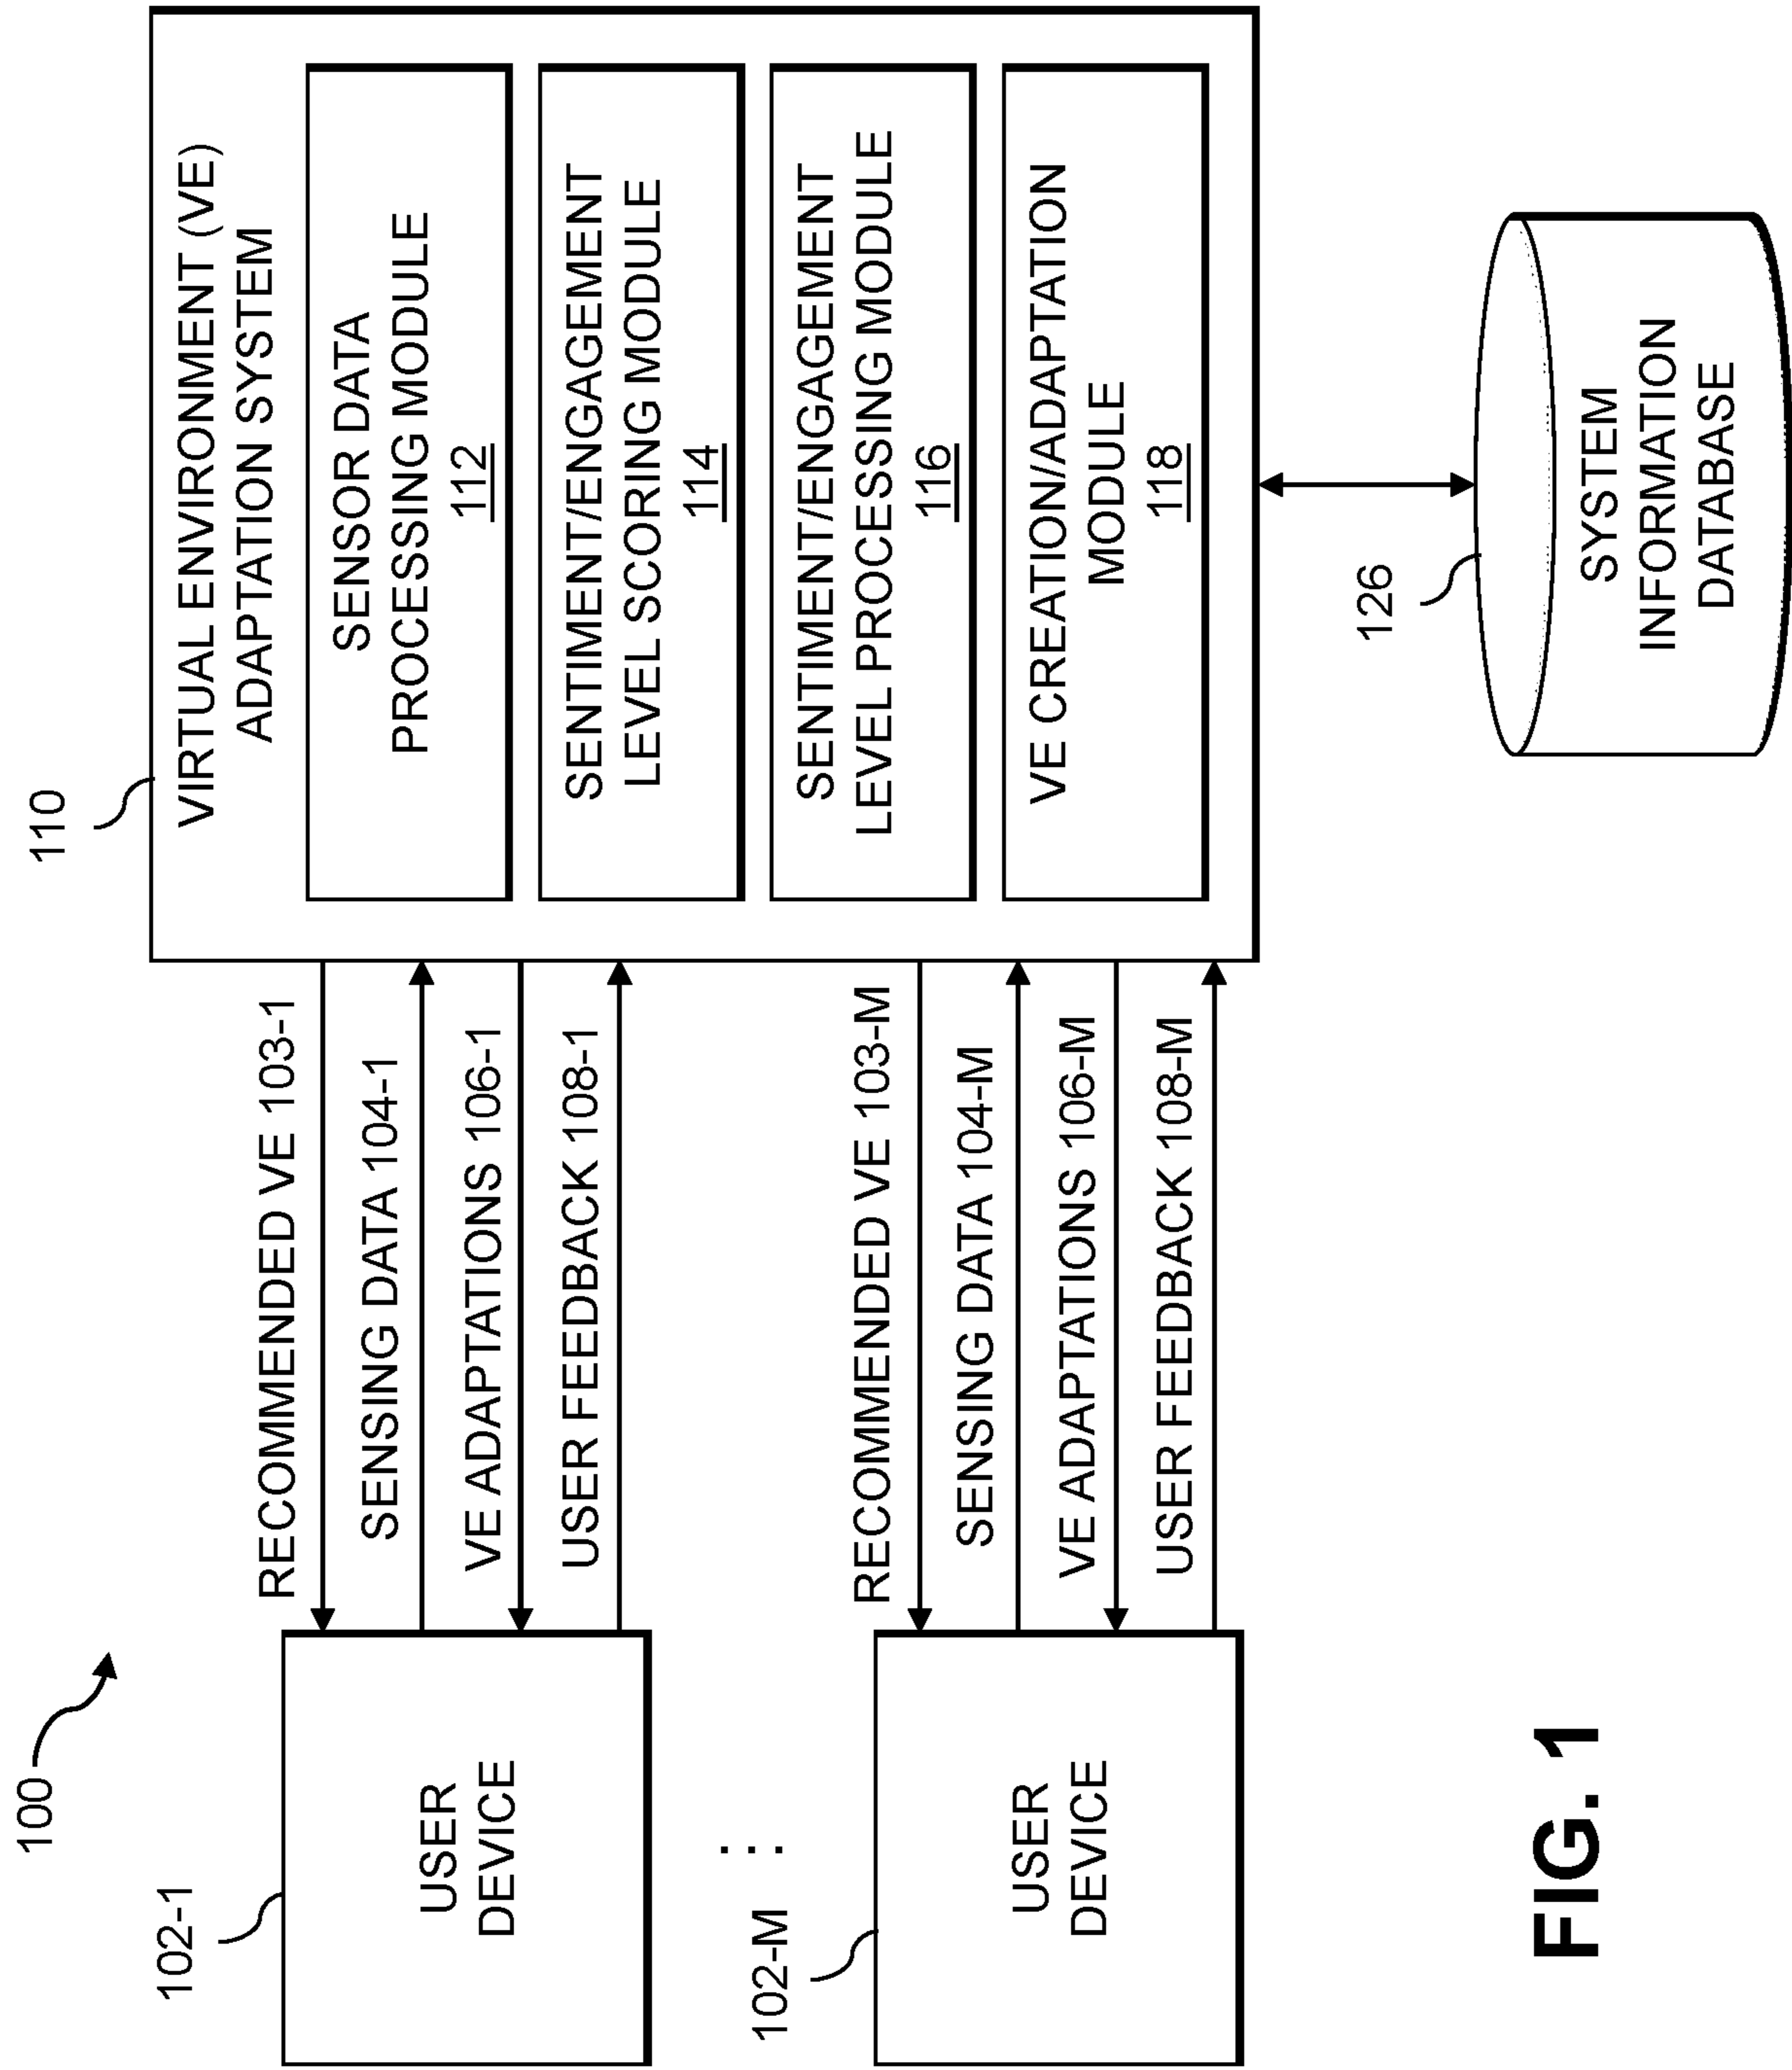 100
102-1
USER
DEVICE
102-M
USER
DEVICE
RECOMMENDED VE 103-1
SENSING DATA 104-1
VE ADAPTATIONS 106-1
USER FEEDBACK 108-1
RECOMMENDED VE 103-M
SENSING DATA 104-M
VE ADAPTATIONS 106-M
USER FEEDBACK 108-M
110
VIRTUAL ENVIRONMENT (VE)
ADAPTATION SYSTEM
SENSOR DATA
PROCESSING MODULE
112
SENTIMENT/ENGAGEMENT
LEVEL SCORING MODULE
114
SENTIMENT/ENGAGEMENT
LEVEL PROCESSING MODULE
116
VE CREATION/ADAPTATION
MODULE
118
126
SYSTEM
INFORMATION
DATABASE
FIG. 1